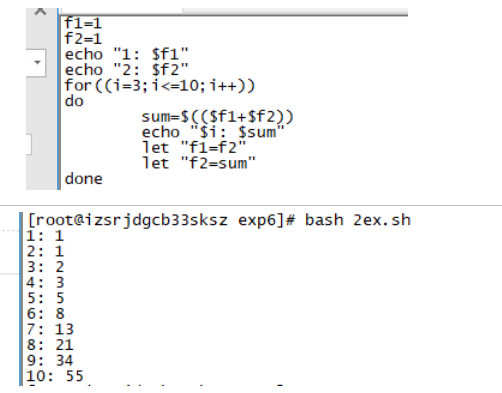 f1=1
f2=1
echo "1: $f1"
echo "2: $f2"
for((i=3;i<=10;i++))
do
sum=$(($f1+$f2))
echo "$i: $sum"
let "f1=f2"
let "f2=sum"
done
[root@izsrjdgcb33sksz exp6]# bash 2ex.sh
1: 1
2: 1
3: 2
4: 3
5: 5
6: 8
7: 13
8: 21
9: 34
10: 55